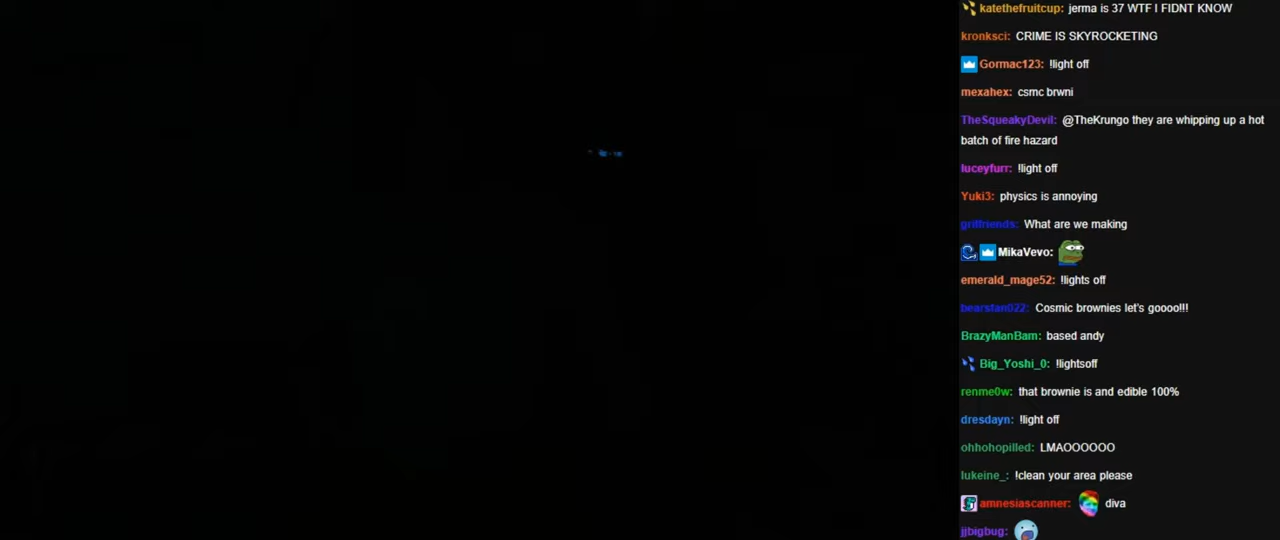 katethefruitcup: jerma is 37 WTF I FIDNT KNOW
kronksci: CRIME IS SKYROCKETING
Gormac123: !light off
mexahex: csmc brwni
TheSqueakyDevil: @TheKrungo they are whipping up a hot
batch of fire hazard
luceyfurr: !light off
Yuki3: physics is annoying
grilfriends: What are we making
MikaVevo:
emerald_mage52: !lights off
bearsfan022: Cosmic brownies let's goooo!!!
BrazyManBam: based andy
Big_Yoshi_0: !lightsoff
renme0w: that brownie is and edible 100%
dresdayn: !light off
ohhohopilled: LMAOOOOOO
lukeine_: !clean your area please
amnesiascanner: diva
jjbigbug: